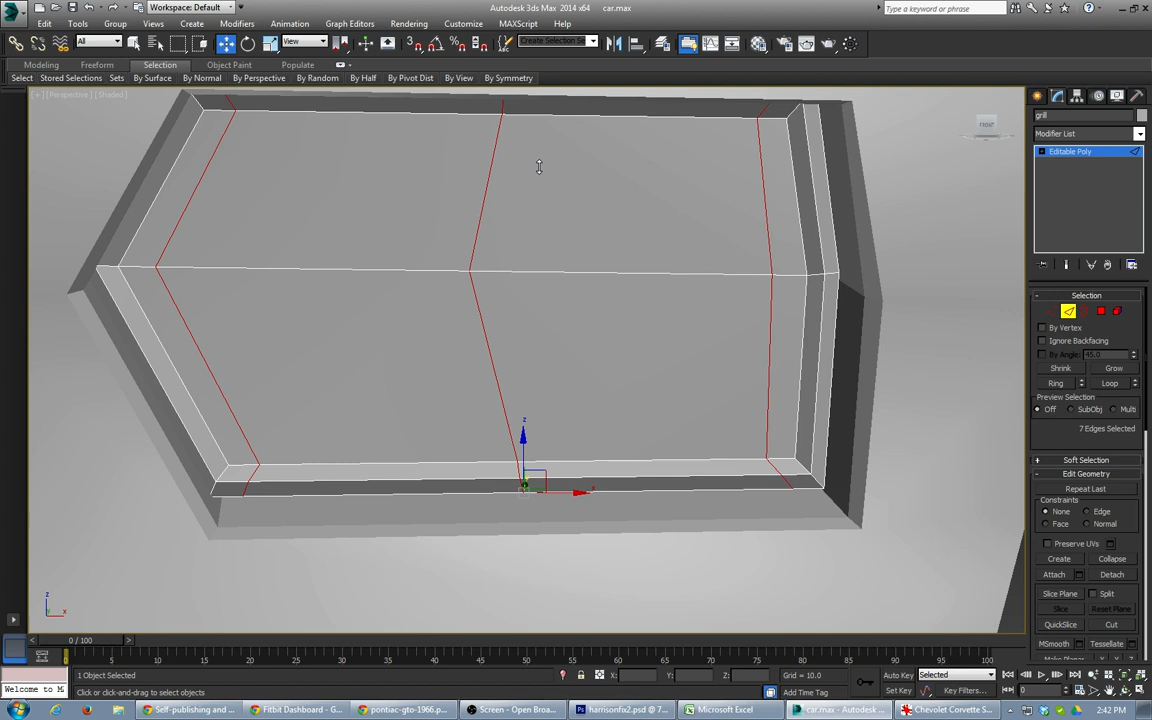 Workspace: Default
Autodesk 3ds Max 2014 x64
car.max
Type a keyword or phrase
Edit Tools Group Views Create Modifiers Animation Graph Editors Rendering Customize MAXScript Help
All
View
Create Selection Se
Modeling Freeform Selection Object Paint Populate
Select Stored Selections Sets By Surface By Normal By Perspective By Random By Half By Pivot Dist By View By Symmetry
[+] [Perspective] [Shaded]
FRONT
grill
Modifier List
Editable Poly
Selection
By Vertex
Ignore Backfacing
By Angle: 45.0
Shrink Grow
Ring Loop
Preview Selection
Off SubObj Multi
7 Edges Selected
Soft Selection
Edit Geometry
Repeat Last
Constraints
None Edge
Face Normal
Preserve UVs
Create Collapse
Attach Detach
Slice Plane Split
Slice Reset Plane
QuickSlice Cut
MSmooth Tessellate
Make Planar X Y Z
z
x
z
x
0 / 100
0 5 10 15 20 25 30 35 40 45 50 55 60 65 70 75 80 85 90 95 100
1 Object Selected
X: Y: Z: Grid = 10.0
Auto Key Selected
Welcome to M
Click or click-and-drag to select objects
Add Time Tag
Set Key Key Filters...
0
Self-publishing and ...
Fitbit Dashboard - G...
pontiac-gto-1966.p...
Screen - Open Broa...
harrisonfx2.psd @ 7...
Microsoft Excel
car.max - Autodesk ...
Chevrolet Corvette S...
2:42 PM